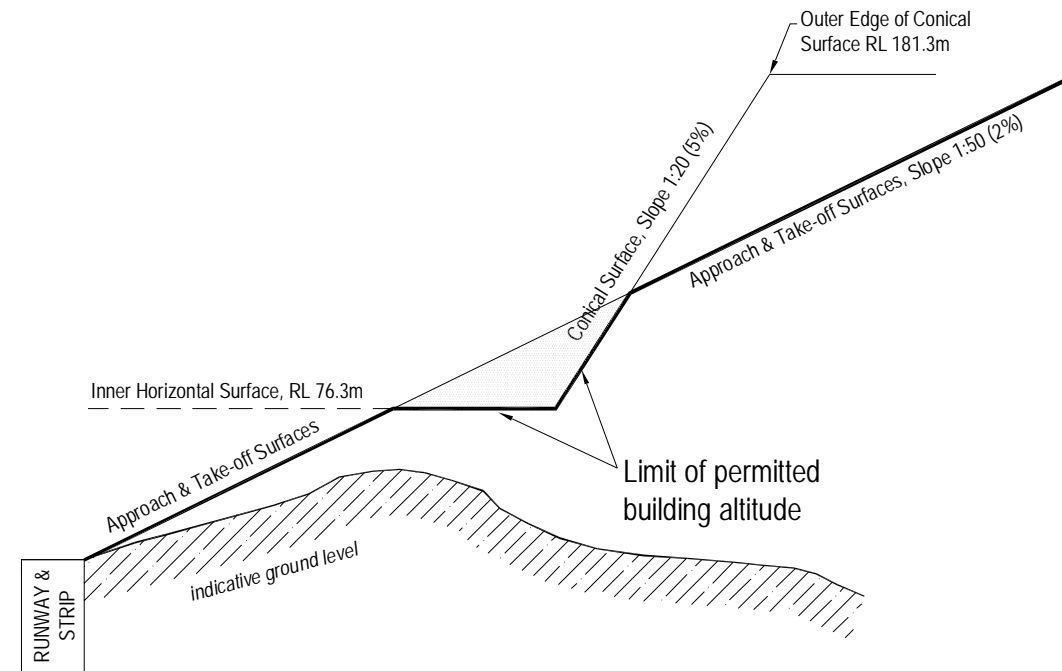 Outer Edge of Conical
Surface RL 181.3m
Conical Surface, Slope 1:20 (5%)
Approach & Take-off Surfaces, Slope 1:50 (2%)
Inner Horizontal Surface, RL 76.3m
Approach & Take-off Surfaces
Limit of permitted
building altitude
indicative ground level
RUNWAY &
STRIP